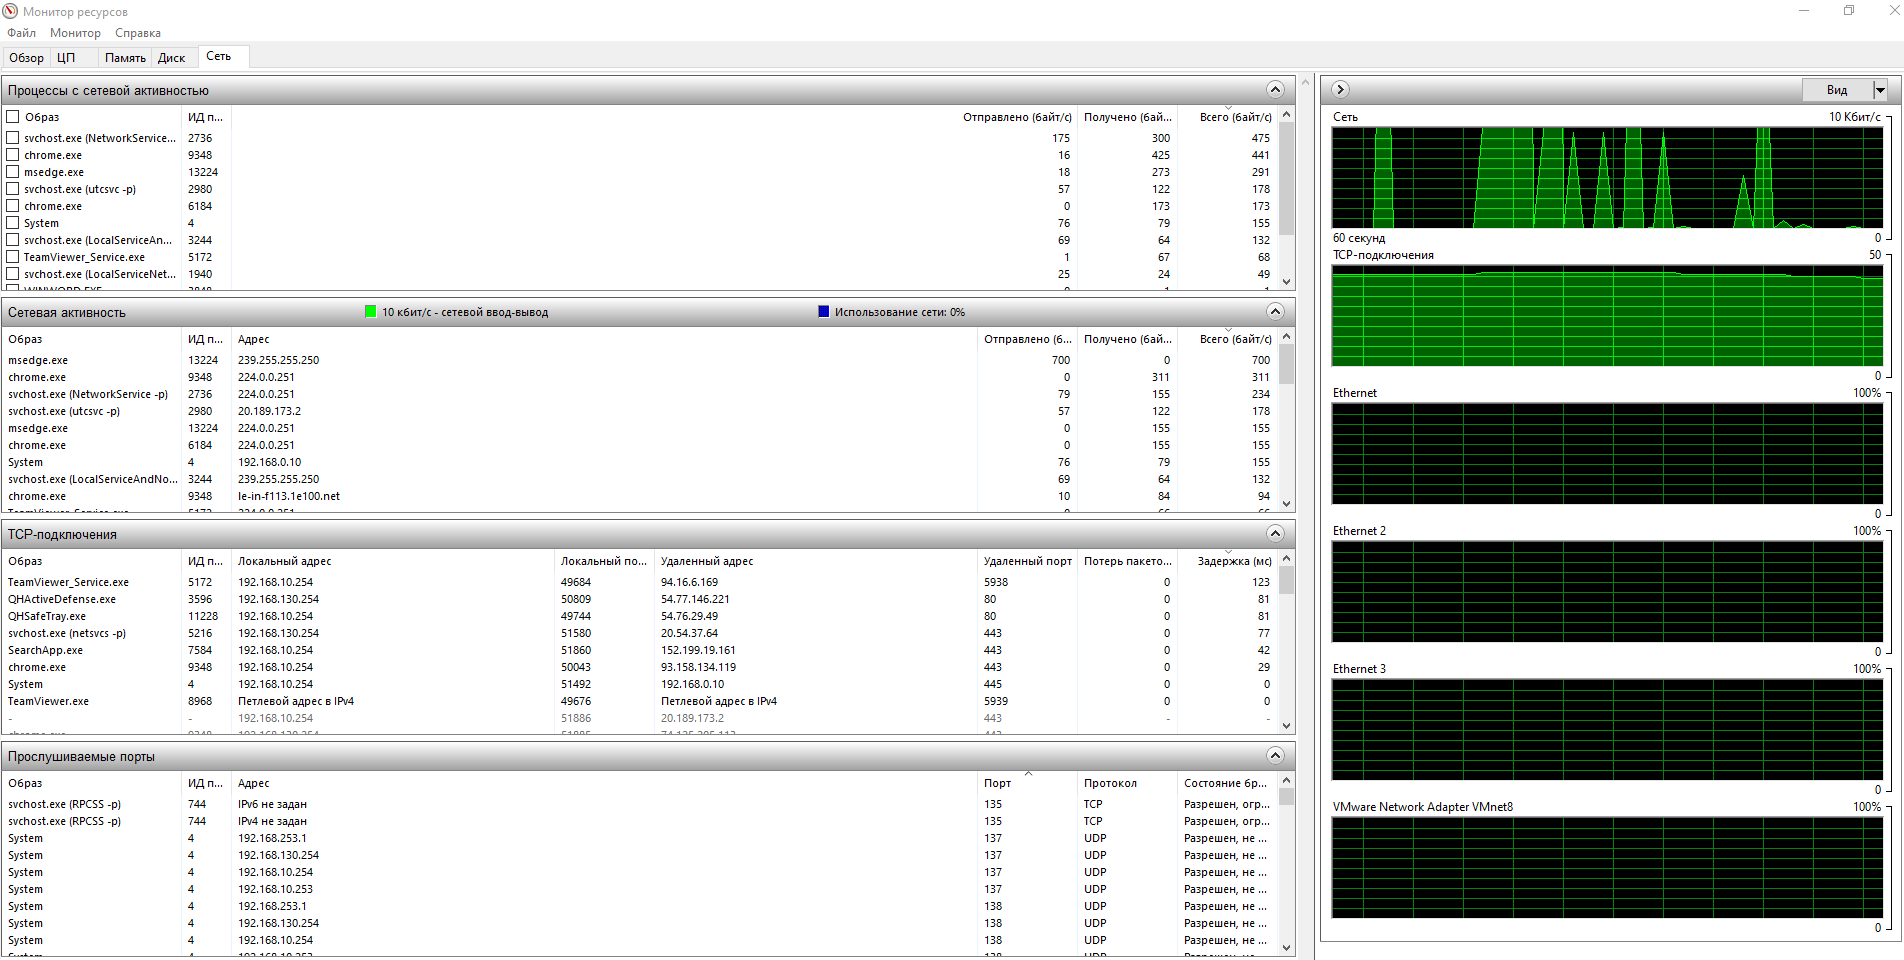 Монитор ресурсов
Файл Монитор Справка
Обзор ЦП Память Диск Сеть
Процессы с сетевой активностью
Образ ИД п... Отправлено (байт/с) Получено (бай... Всего (байт/с)
svchost.exe (NetworkService... 2736 175 300 475
chrome.exe 9348 16 425 441
msedge.exe 13224 18 273 291
svchost.exe (utcsvc -p) 2980 57 122 178
chrome.exe 6184 0 173 173
System 4 76 79 155
svchost.exe (LocalServiceAn... 3244 69 64 132
TeamViewer_Service.exe 5172 1 67 68
svchost.exe (LocalServiceNet... 1940 25 24 49
Сетевая активность 10 кбит/с - сетевой ввод-вывод Использование сети: 0%
Образ ИД п... Адрес Отправлено (б... Получено (бай... Всего (байт/с)
msedge.exe 13224 239.255.255.250 700 0 700
chrome.exe 9348 224.0.0.251 0 311 311
svchost.exe (NetworkService -p) 2736 224.0.0.251 79 155 234
svchost.exe (utcsvc -p) 2980 20.189.173.2 57 122 178
msedge.exe 13224 224.0.0.251 0 155 155
chrome.exe 6184 224.0.0.251 0 155 155
System 4 192.168.0.10 76 79 155
svchost.exe (LocalServiceAndNo... 3244 239.255.255.250 69 64 132
chrome.exe 9348 le-in-f113.1e100.net 10 84 94
TCP-подключения
Образ ИД п... Локальный адрес Локальный по... Удаленный адрес Удаленный порт Потерь пакето... Задержка (мс)
TeamViewer_Service.exe 5172 192.168.10.254 49684 94.16.6.169 5938 0 123
QHActiveDefense.exe 3596 192.168.130.254 50809 54.77.146.221 80 0 81
QHSafeTray.exe 11228 192.168.10.254 49744 54.76.29.49 80 0 81
svchost.exe (netsvcs -p) 5216 192.168.130.254 51580 20.54.37.64 443 0 77
SearchApp.exe 7584 192.168.10.254 51860 152.199.19.161 443 0 42
chrome.exe 9348 192.168.10.254 50043 93.158.134.119 443 0 29
System 4 192.168.10.254 51492 192.168.0.10 445 0 0
TeamViewer.exe 8968 Петлевой адрес в IPv4 49676 Петлевой адрес в IPv4 5939 0 0
- - 192.168.10.254 51886 20.189.173.2 443 - -
Прослушиваемые порты
Образ ИД п... Адрес Порт Протокол Состояние бр...
svchost.exe (RPCSS -p) 744 IPv6 не задан 135 TCP Разрешен, огр...
svchost.exe (RPCSS -p) 744 IPv4 не задан 135 TCP Разрешен, огр...
System 4 192.168.253.1 137 UDP Разрешен, не ...
System 4 192.168.130.254 137 UDP Разрешен, не ...
System 4 192.168.10.254 137 UDP Разрешен, не ...
System 4 192.168.10.253 137 UDP Разрешен, не ...
System 4 192.168.253.1 138 UDP Разрешен, не ...
System 4 192.168.130.254 138 UDP Разрешен, не ...
System 4 192.168.10.254 138 UDP Разрешен, не ...
Вид
Сеть 10 Кбит/с
60 секунд 0
TCP-подключения 50
0
Ethernet 100%
0
Ethernet 2 100%
0
Ethernet 3 100%
0
VMware Network Adapter VMnet8 100%
0